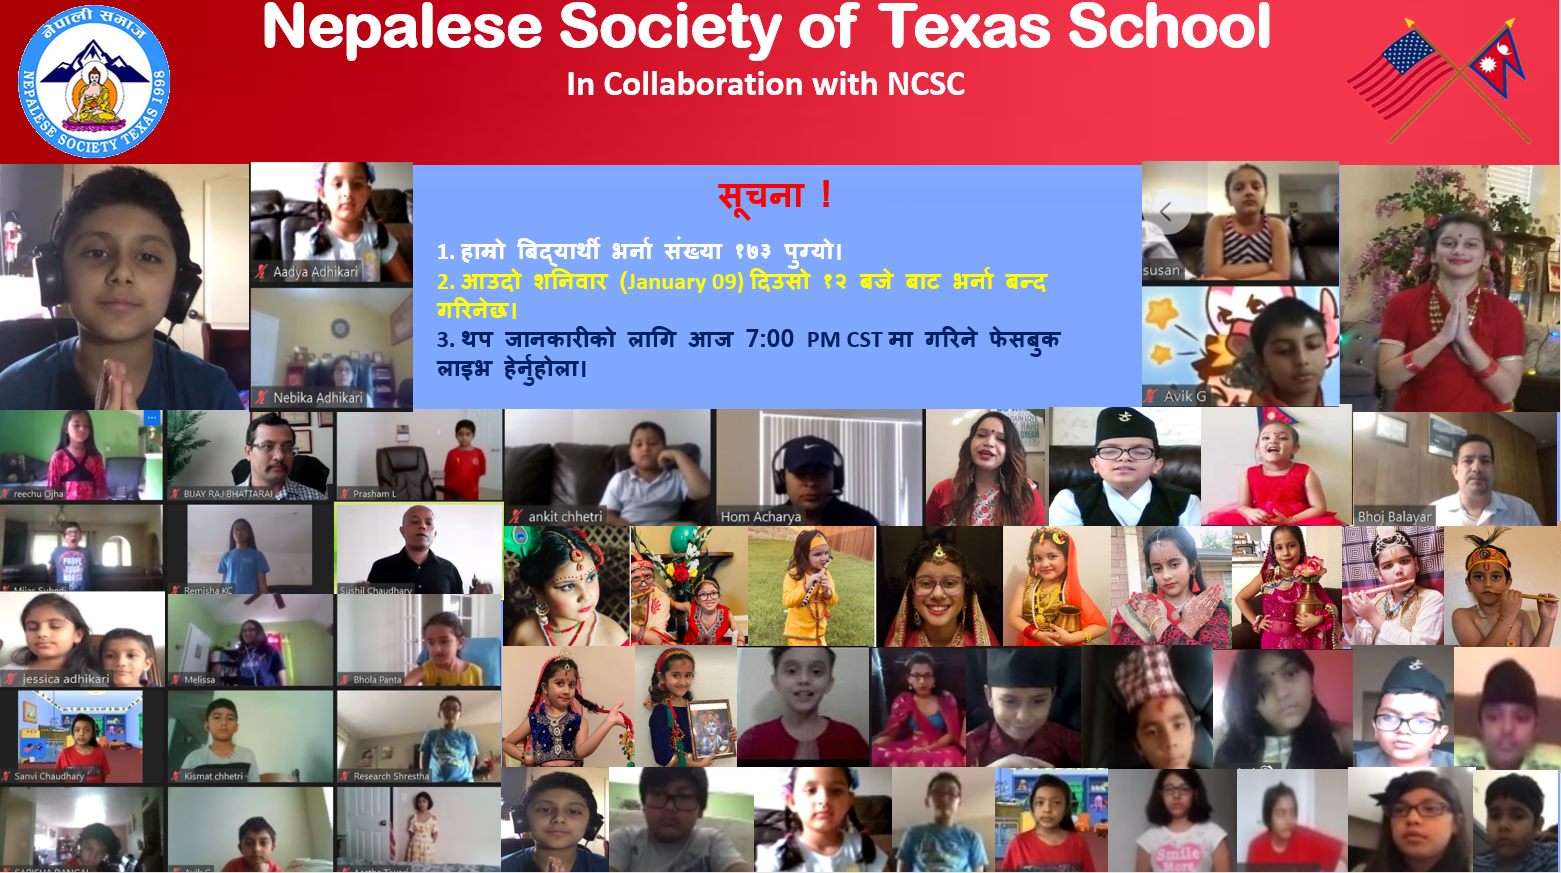 Nepalese Society of Texas School
In Collaboration with NCSC
नेपाली समाज
NEPALESE SOCIETY TEXAS 1998
सूचना !
1. हाम्रो बिद्यार्थी भर्ना संख्या १७३ पुग्यो।
2. आउदो शनिवार (January 09) दिउसो १२ बजे बाट भर्ना बन्द
गरिनेछ।
3. थप जानकारीको लागि आज 7:00 PM CST मा गरिने फेसबुक
लाइभ हेर्नुहोला।
Aadya Adhikari
Nebika Adhikari
susan
Avik G
reechu Ojha
BIJAY RAJ BHATTARAI
Prasham L
ankit chhetri
Hom Acharya
Bhoj Balayar
Remisha KC
Sushil Chaudhary
jessica adhikari
Melissa
Bhola Panta
Sanvi Chaudhary
Kismat chhetri
Research Shrestha
Smile